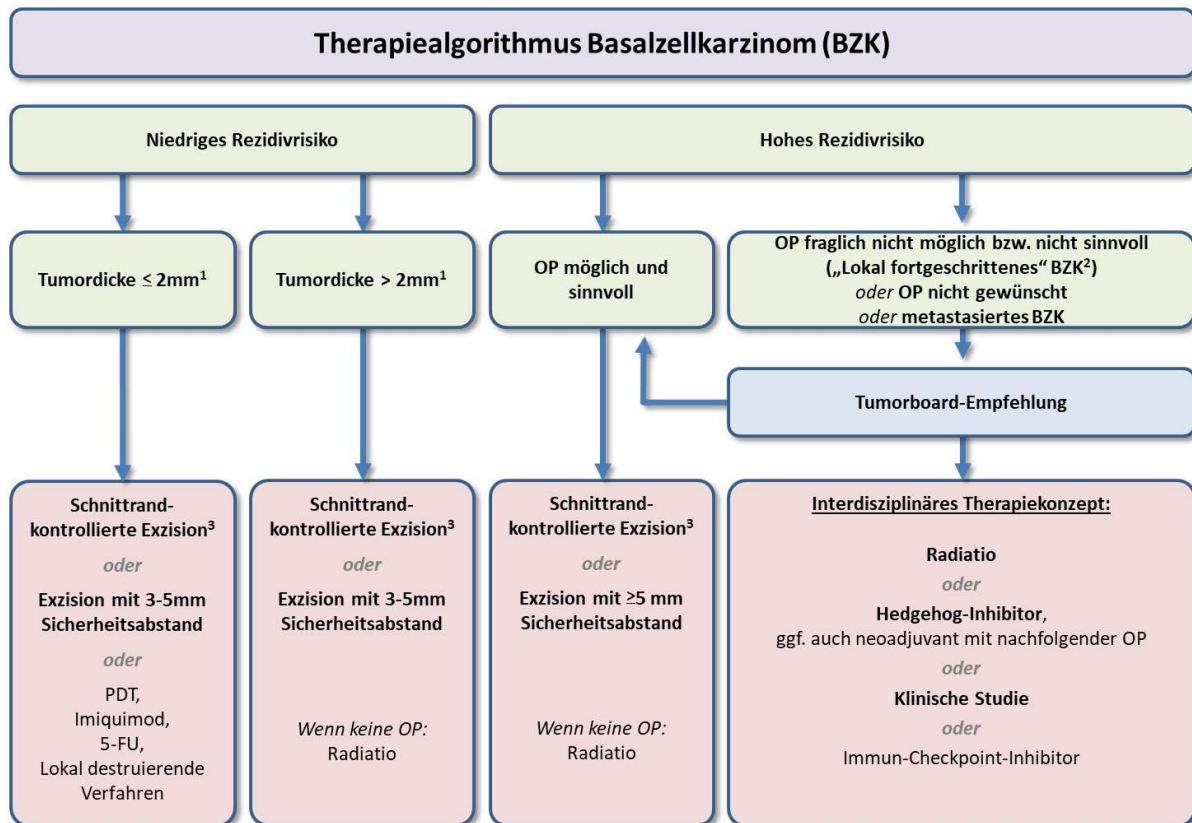 Therapiealgorithmus Basalzellkarzinom (BZK)
Niedriges Rezidivrisiko
Hohes Rezidivrisiko
Tumordicke ≤ 2mm¹
Tumordicke > 2mm¹
OP möglich und
sinnvoll
OP fraglich nicht möglich bzw. nicht sinnvoll
(„Lokal fortgeschrittenes“ BZK²)
oder OP nicht gewünscht
oder metastasiertes BZK
Tumorboard-Empfehlung
Schnittrand-
kontrollierte Exzision³
oder
Exzision mit 3-5mm
Sicherheitsabstand
oder
PDT,
Imiquimod,
5-FU,
Lokal destruierende
Verfahren
Schnittrand-
kontrollierte Exzision³
oder
Exzision mit 3-5mm
Sicherheitsabstand
Wenn keine OP:
Radiatio
Schnittrand-
kontrollierte Exzision³
oder
Exzision mit ≥5 mm
Sicherheitsabstand
Wenn keine OP:
Radiatio
Interdisziplinäres Therapiekonzept:
Radiatio
oder
Hedgehog-Inhibitor,
ggf. auch neoadjuvant mit nachfolgender OP
oder
Klinische Studie
oder
Immun-Checkpoint-Inhibitor